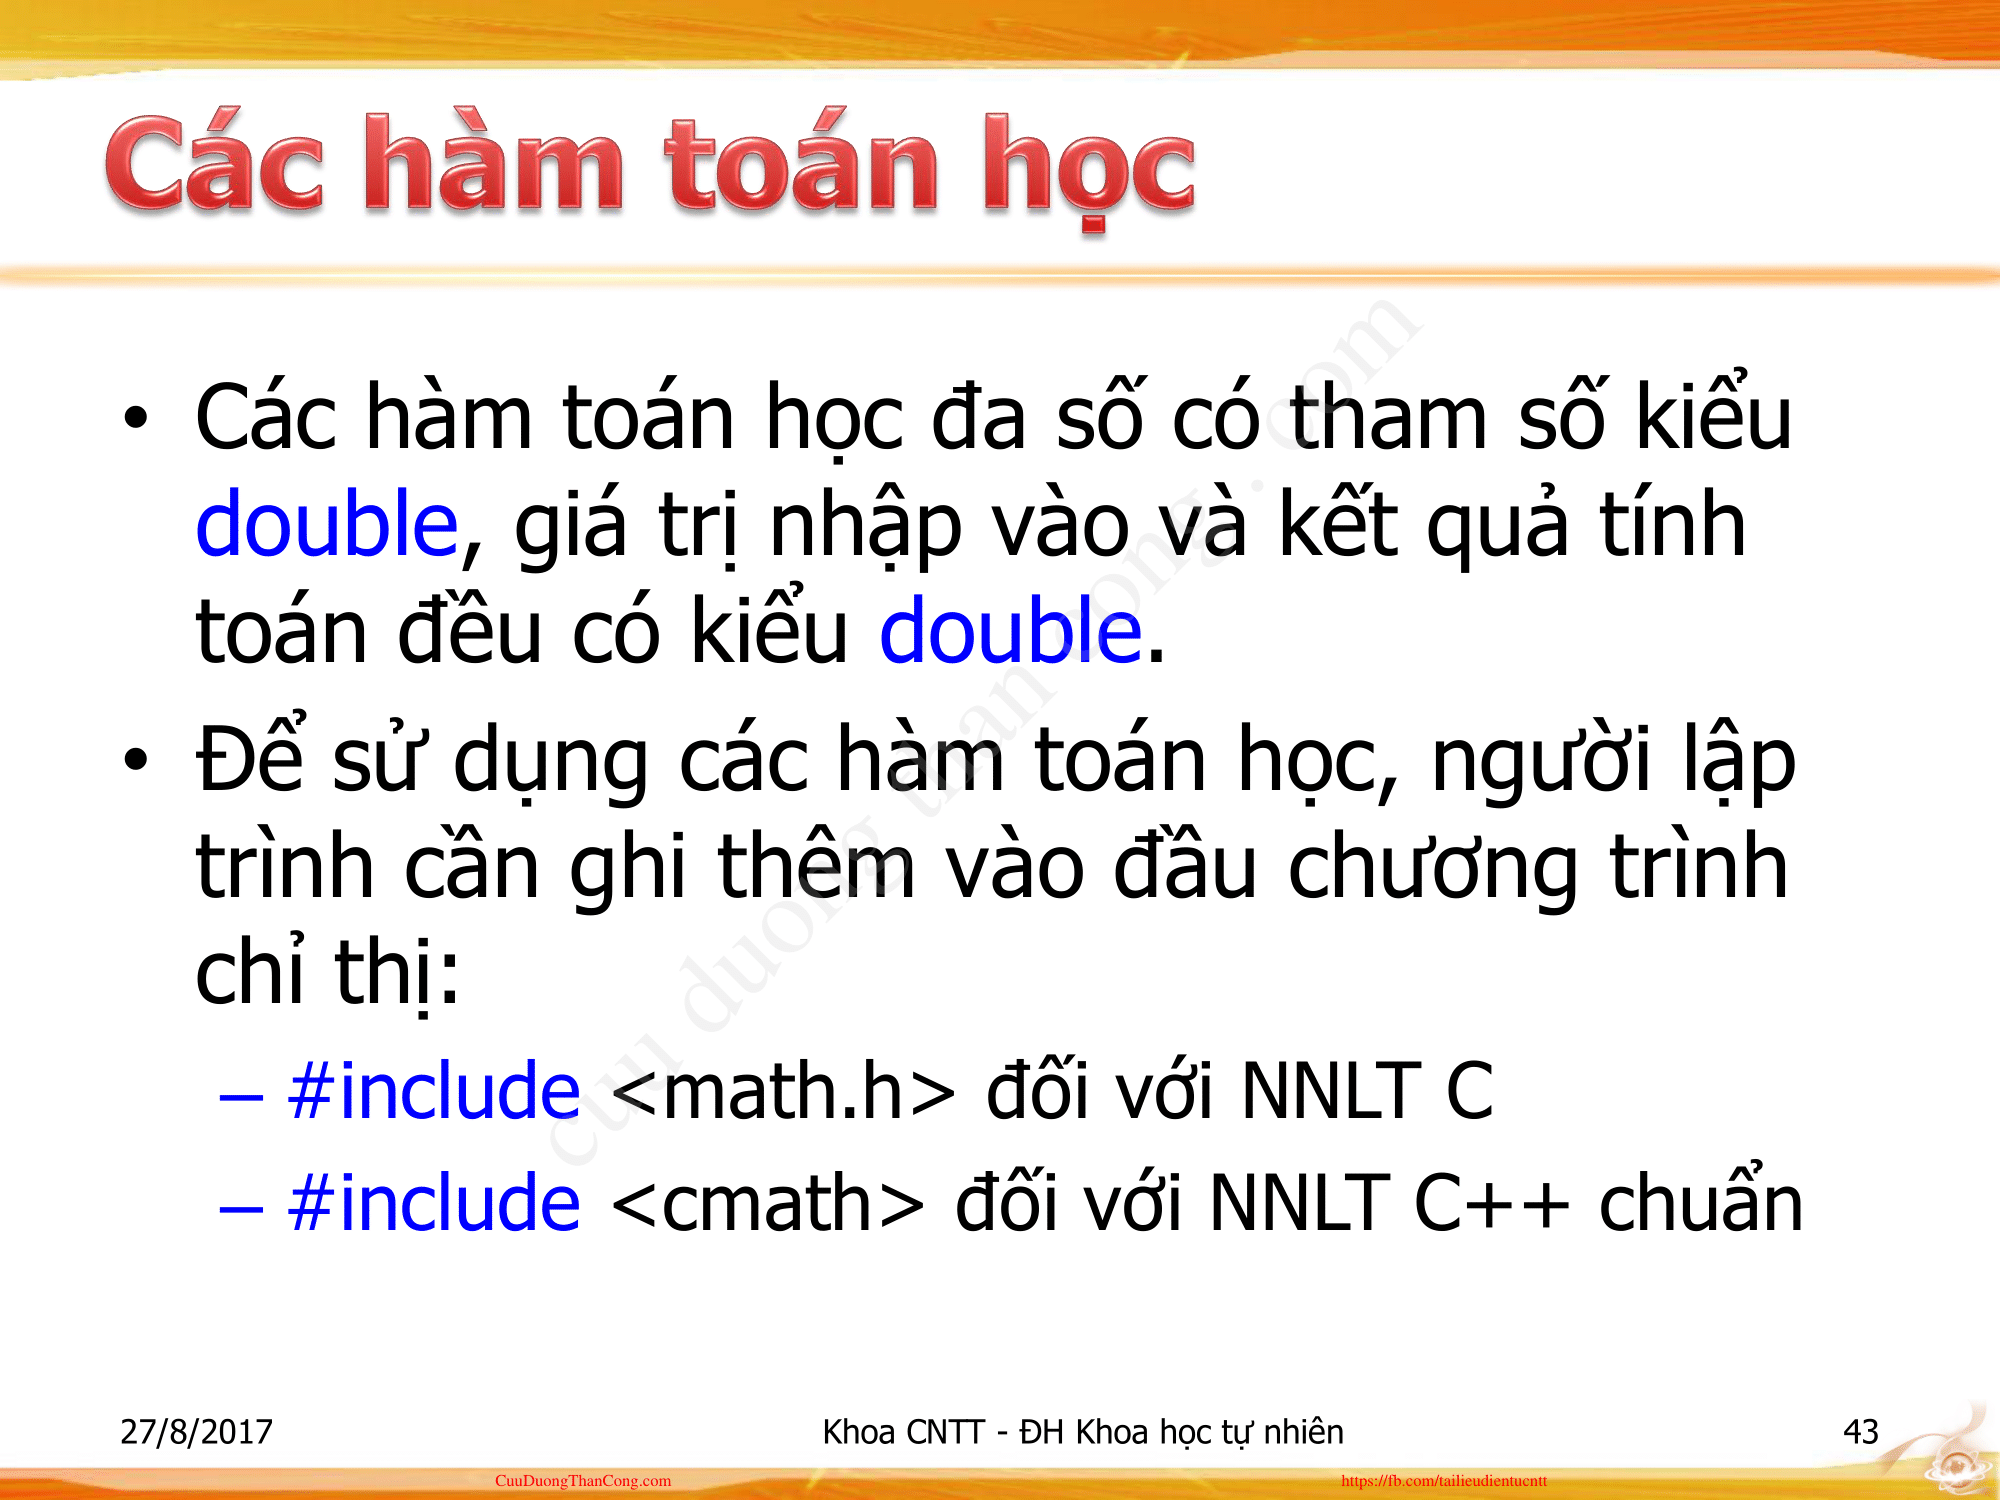 Các hàm toán học
• Các hàm toán học đa số có tham số kiểu
double, giá trị nhập vào và kết quả tính
toán đều có kiểu double.
• Để sử dụng các hàm toán học, người lập
trình cần ghi thêm vào đầu chương trình
chỉ thị:
– #include <math.h> đối với NNLT C
– #include <cmath> đối với NNLT C++ chuẩn
cuu duong than cong . com
27/8/2017
Khoa CNTT - ĐH Khoa học tự nhiên
43
CuuDuongThanCong.com
https://fb.com/tailieudientucntt